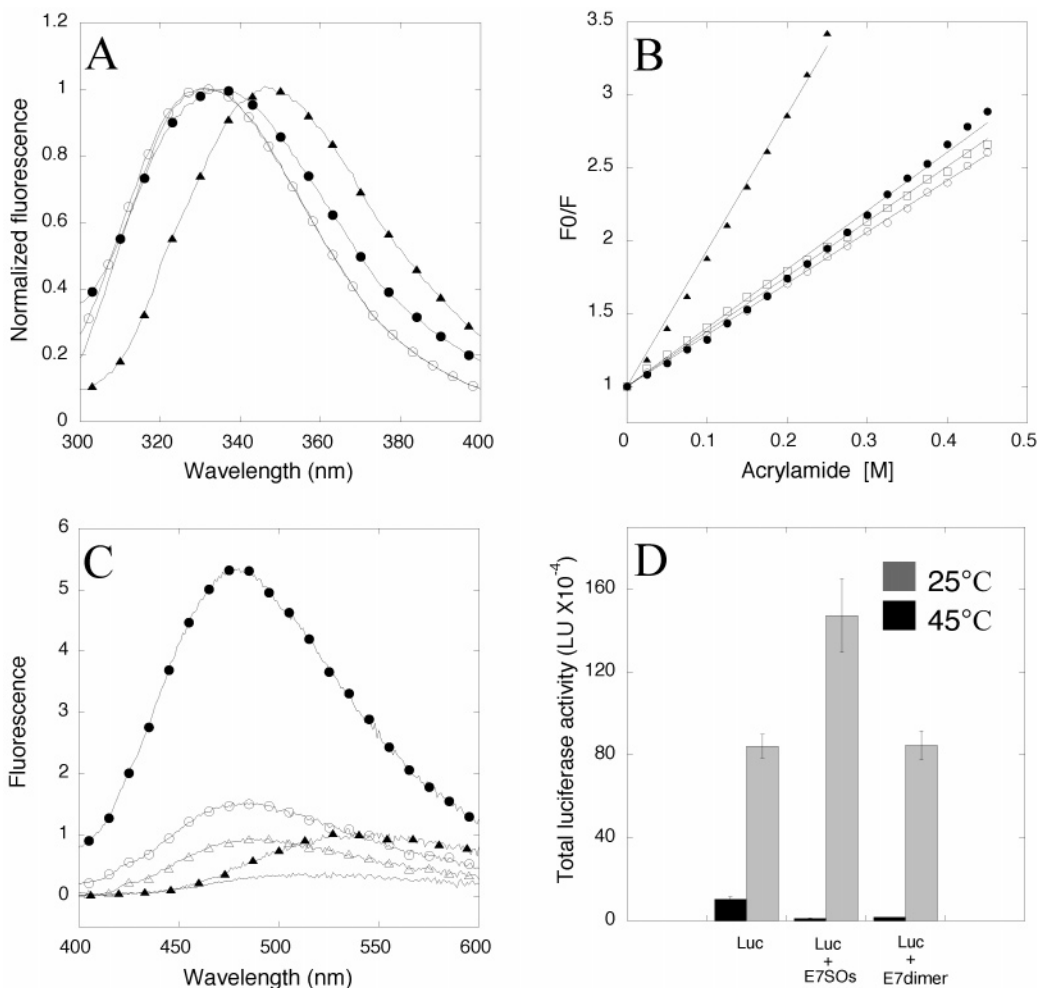 A
Normalized fluorescence
1.2
1
0.8
0.6
0.4
0.2
0
300 320 340 360 380 400
Wavelength (nm)
B
F0/F
3.5
3
2.5
2
1.5
1
0 0.1 0.2 0.3 0.4 0.5
Acrylamide [M]
C
Fluorescence
6
5
4
3
2
1
0
400 450 500 550 600
Wavelength (nm)
D
Total luciferase activity (LU X10-4)
160
120
80
40
0
25°C
45°C
Luc
Luc
+
E7SOs
Luc
+
E7dimer